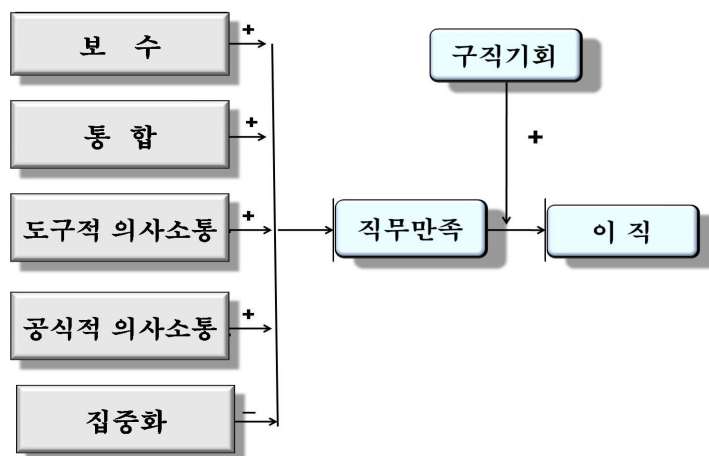 보 수
+
구직기회
통 합
+
+
도구적 의사소통
+
직무만족
이 직
공식적 의사소통
+
집중화
−